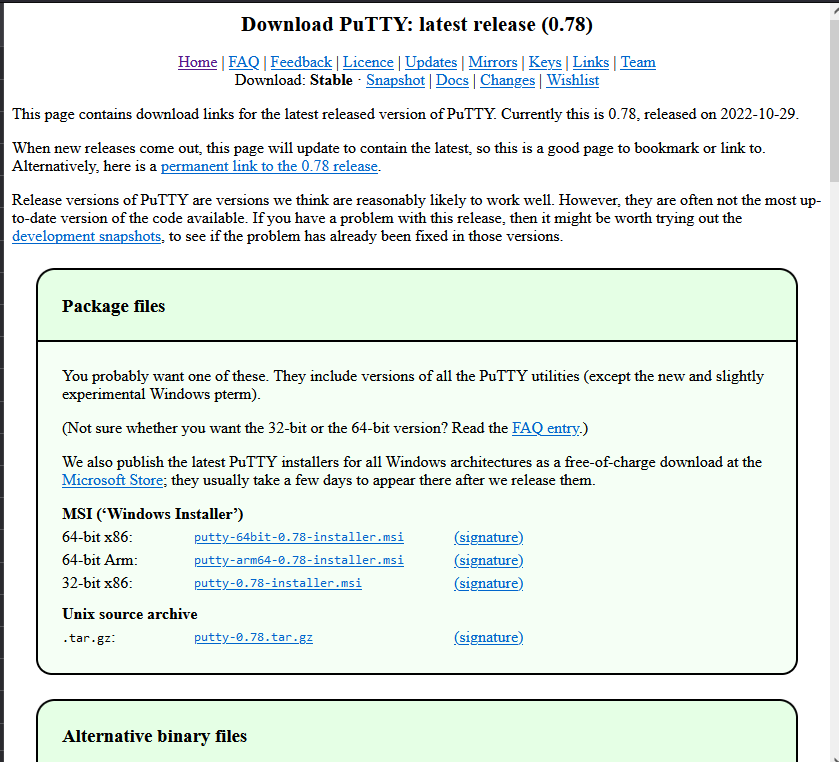 Download PuTTY: latest release (0.78)
Home | FAQ | Feedback | Licence | Updates | Mirrors | Keys | Links | Team
Download: Stable · Snapshot | Docs | Changes | Wishlist
This page contains download links for the latest released version of PuTTY. Currently this is 0.78, released on 2022-10-29.
When new releases come out, this page will update to contain the latest, so this is a good page to bookmark or link to.
Alternatively, here is a permanent link to the 0.78 release.
Release versions of PuTTY are versions we think are reasonably likely to work well. However, they are often not the most up-
to-date version of the code available. If you have a problem with this release, then it might be worth trying out the
development snapshots, to see if the problem has already been fixed in those versions.
Package files
You probably want one of these. They include versions of all the PuTTY utilities (except the new and slightly
experimental Windows pterm).
(Not sure whether you want the 32-bit or the 64-bit version? Read the FAQ entry.)
We also publish the latest PuTTY installers for all Windows architectures as a free-of-charge download at the
Microsoft Store; they usually take a few days to appear there after we release them.
MSI (‘Windows Installer’)
64-bit x86: putty-64bit-0.78-installer.msi (signature)
64-bit Arm: putty-arm64-0.78-installer.msi (signature)
32-bit x86: putty-0.78-installer.msi (signature)
Unix source archive
.tar.gz: putty-0.78.tar.gz (signature)
Alternative binary files